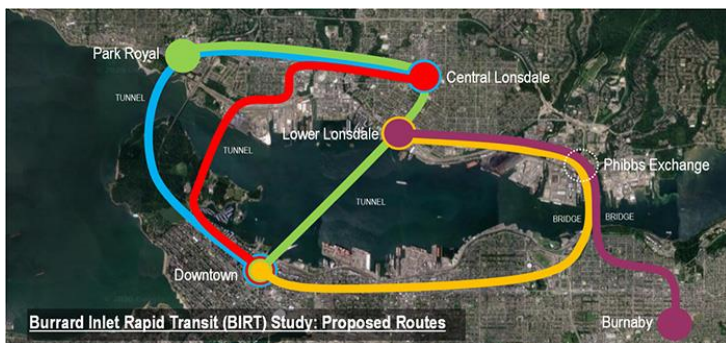 Park Royal
Central Lonsdale
TUNNEL
Lower Lonsdale
TUNNEL
Phibbs Exchange
TUNNEL
BRIDGE
BRIDGE
Downtown
Burrard Inlet Rapid Transit (BIRT) Study: Proposed Routes
Burnaby